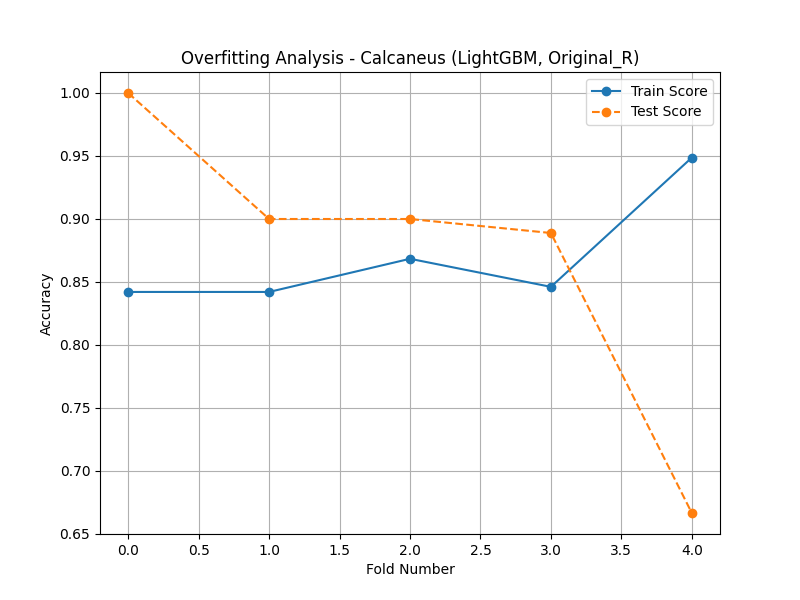 Overfitting Analysis - Calcaneus (LightGBM, Original_R)
Train Score
Test Score
1.00
0.95
0.90
0.85
0.80
0.75
0.70
0.65
Accuracy
0.0 0.5 1.0 1.5 2.0 2.5 3.0 3.5 4.0
Fold Number